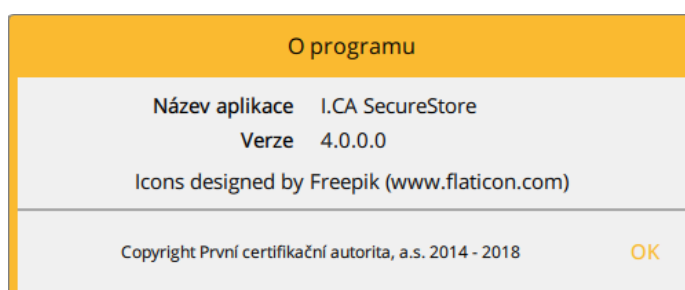 O programu
Název aplikace I.CA SecureStore
Verze 4.0.0.0
Icons designed by Freepik (www.flaticon.com)
Copyright První certifikační autorita, a.s. 2014 - 2018 OK